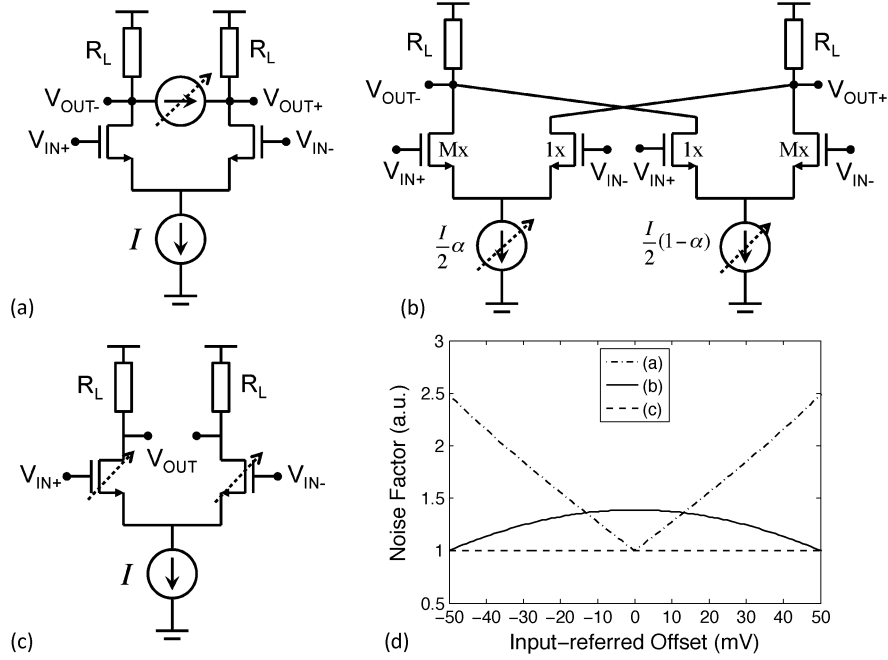 R_L R_L
V_OUT- V_OUT+
V_IN+ V_IN-
I
(a)
R_L R_L
V_OUT- V_OUT+
Mx 1x 1x Mx
V_IN+ V_IN- V_IN+ V_IN-
I/2 α I/2 (1−α)
(b)
R_L R_L
V_OUT
V_IN+ V_IN-
I
(c)
3
2.5
2
1.5
1
0.5
Noise Factor (a.u.)
(a)
(b)
(c)
−50 −40 −30 −20 −10 0 10 20 30 40 50
Input−referred Offset (mV)
(d)